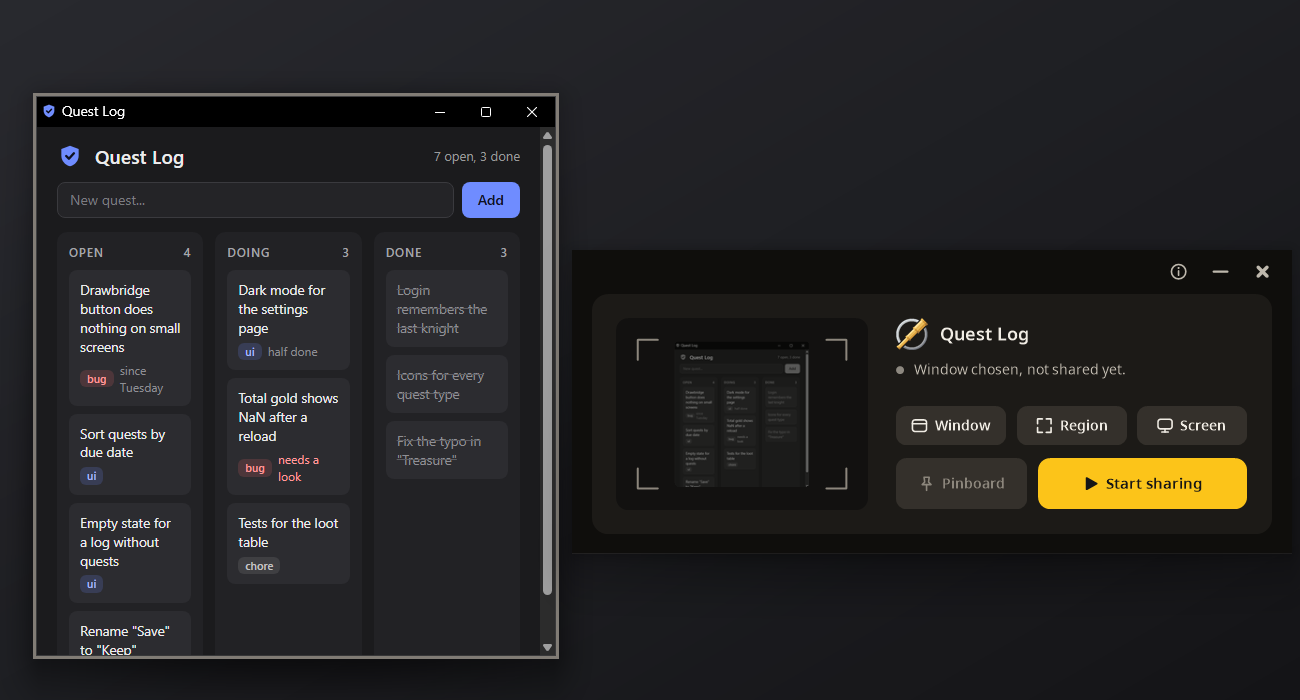 Quest Log
Quest Log
7 open, 3 done
New quest...
Add
OPEN 4
Drawbridge
button does
nothing on small
screens
bug since
Tuesday
Sort quests by
due date
ui
Empty state for
a log without
quests
ui
Rename "Save"
to "Keep"
DOING 3
Dark mode for
the settings
page
ui half done
Total gold shows
NaN after a
reload
bug needs a
look
Tests for the loot
table
chore
DONE 3
Login
remembers the
last knight
Icons for every
quest type
Fix the typo in
"Treasure"
Quest Log
Window chosen, not shared yet.
Window
Region
Screen
Pinboard
Start sharing